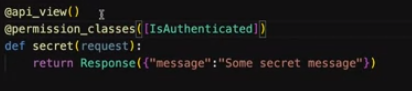 @api_view()
@permission_classes([IsAuthenticated])
def secret(request):
    return Response({"message":"Some secret message"})